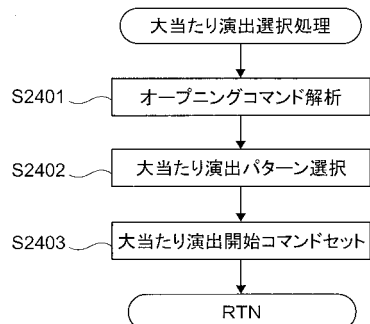 大当たり演出選択処理
S2401 オープニングコマンド解析
S2402 大当たり演出パターン選択
S2403 大当たり演出開始コマンドセット
RTN